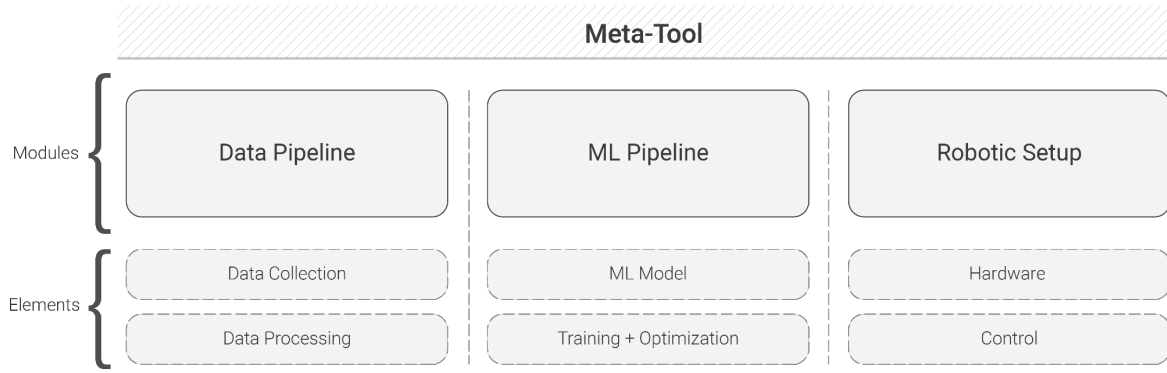 Meta-Tool
Modules
Data Pipeline
ML Pipeline
Robotic Setup
Elements
Data Collection
ML Model
Hardware
Data Processing
Training + Optimization
Control